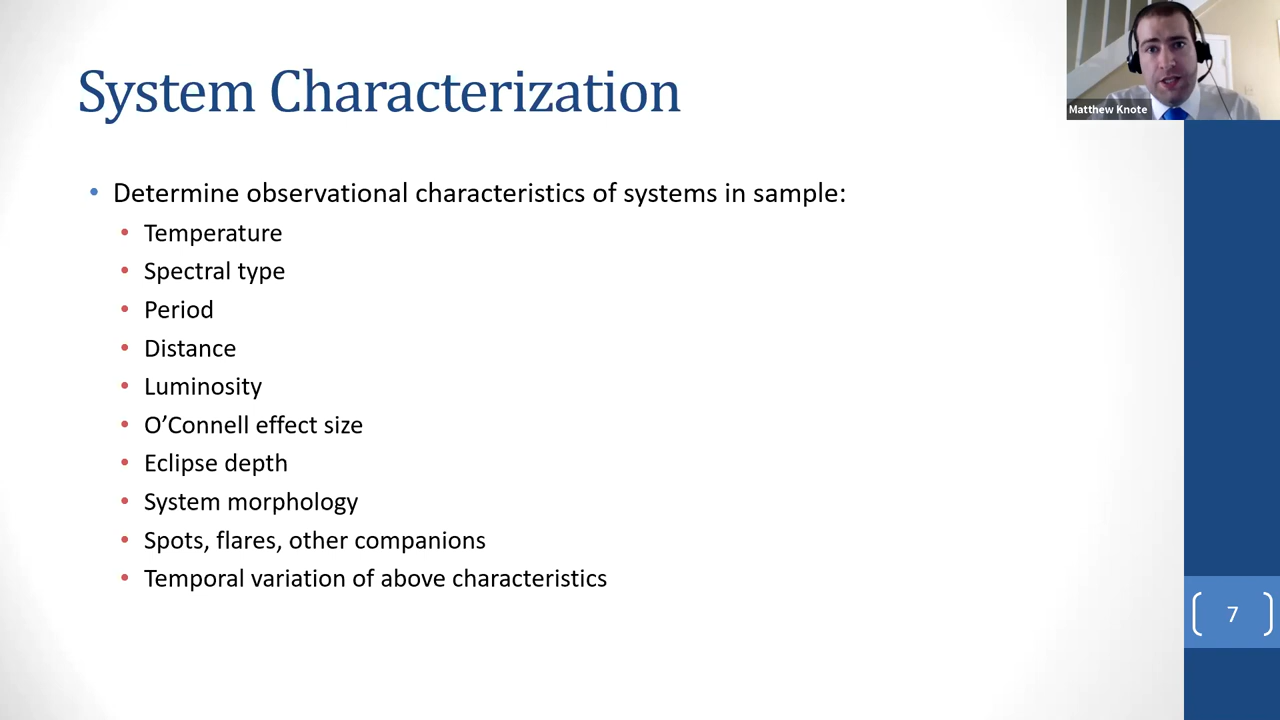 System Characterization
Matthew Knote
• Determine observational characteristics of systems in sample:
• Temperature
• Spectral type
• Period
• Distance
• Luminosity
• O’Connell effect size
• Eclipse depth
• System morphology
• Spots, flares, other companions
• Temporal variation of above characteristics
7